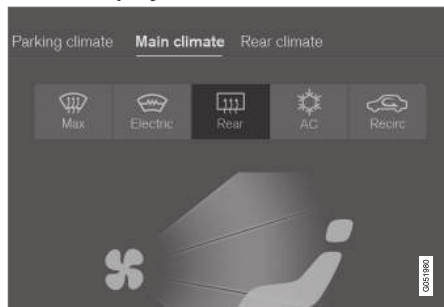 Parking climate Main climate Rear climate
Max Electric Rear AC Recirc
G051980